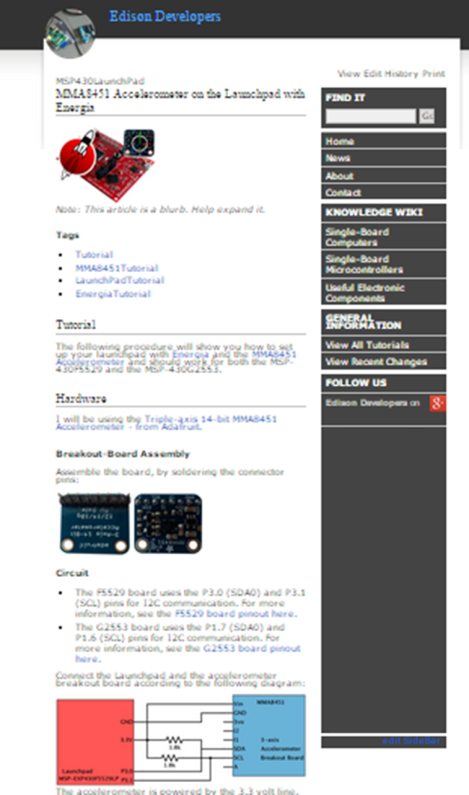 Edison Developers
View Edit History Print
MSP430LaunchPad
MMA8451 Accelerometer on the Launchpad with
Energia
Note: This article is a blurb. Help expand it.
Tags
Tutorial
MMA8451Tutorial
LaunchPadTutorial
EnergiaTutorial
Tutorial
The following procedure will show you how to set
up your launchpad with Energia and the MMA8451
Accelerometer and should work for both the MSP-
430F5529 and the MSP-430G2553.
Hardware
I will be using the Triple-axis 14-bit MMA8451
Accelerometer - from Adafruit.
Breakout-Board Assembly
Assemble the board, by soldering the connector
pins:
Circuit
The F5529 board uses the P3.0 (SDA0) and P3.1
(SCL) pins for I2C communication. For more
information, see the F5529 board pinout here.
The G2553 board uses the P1.7 (SDA0) and
P1.6 (SCL) pins for I2C communication. For
more information, see the G2553 board pinout
here.
Connect the Launchpad and the accelerometer
breakout board according to the following diagram:
GND
3.3V
Launchpad
MSP-EXP430F5529LP
P3.0
P3.1
1.8k
1.8k
Vin
GND
3vo
I2
I1
SDA
SCL
A
MMA8451
3-axis
Accelerometer
Breakout Board
The accelerometer is powered by the 3.3 volt line.
FIND IT
Go
Home
News
About
Contact
KNOWLEDGE WIKI
Single-Board
Computers
Single-Board
Microcontrollers
Useful Electronic
Components
GENERAL
INFORMATION
View All Tutorials
View Recent Changes
FOLLOW US
Edison Developers on
edit SideBar